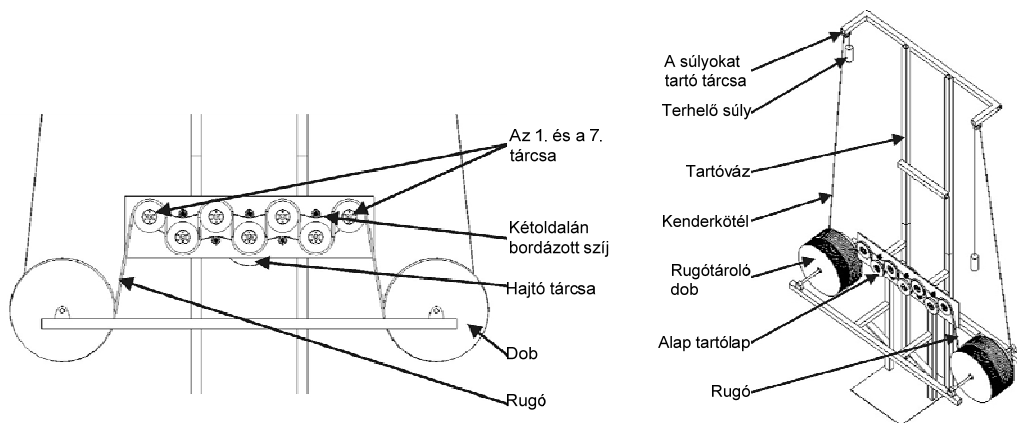 Az 1. és a 7.
tárcsa
Kétoldalán
bordázott szíj
Hajtó tárcsa
Dob
Rugó
A súlyokat
tartó tárcsa
Terhelő súly
Tartóváz
Kenderkötél
Rugótároló
dob
Alap tartólap
Rugó